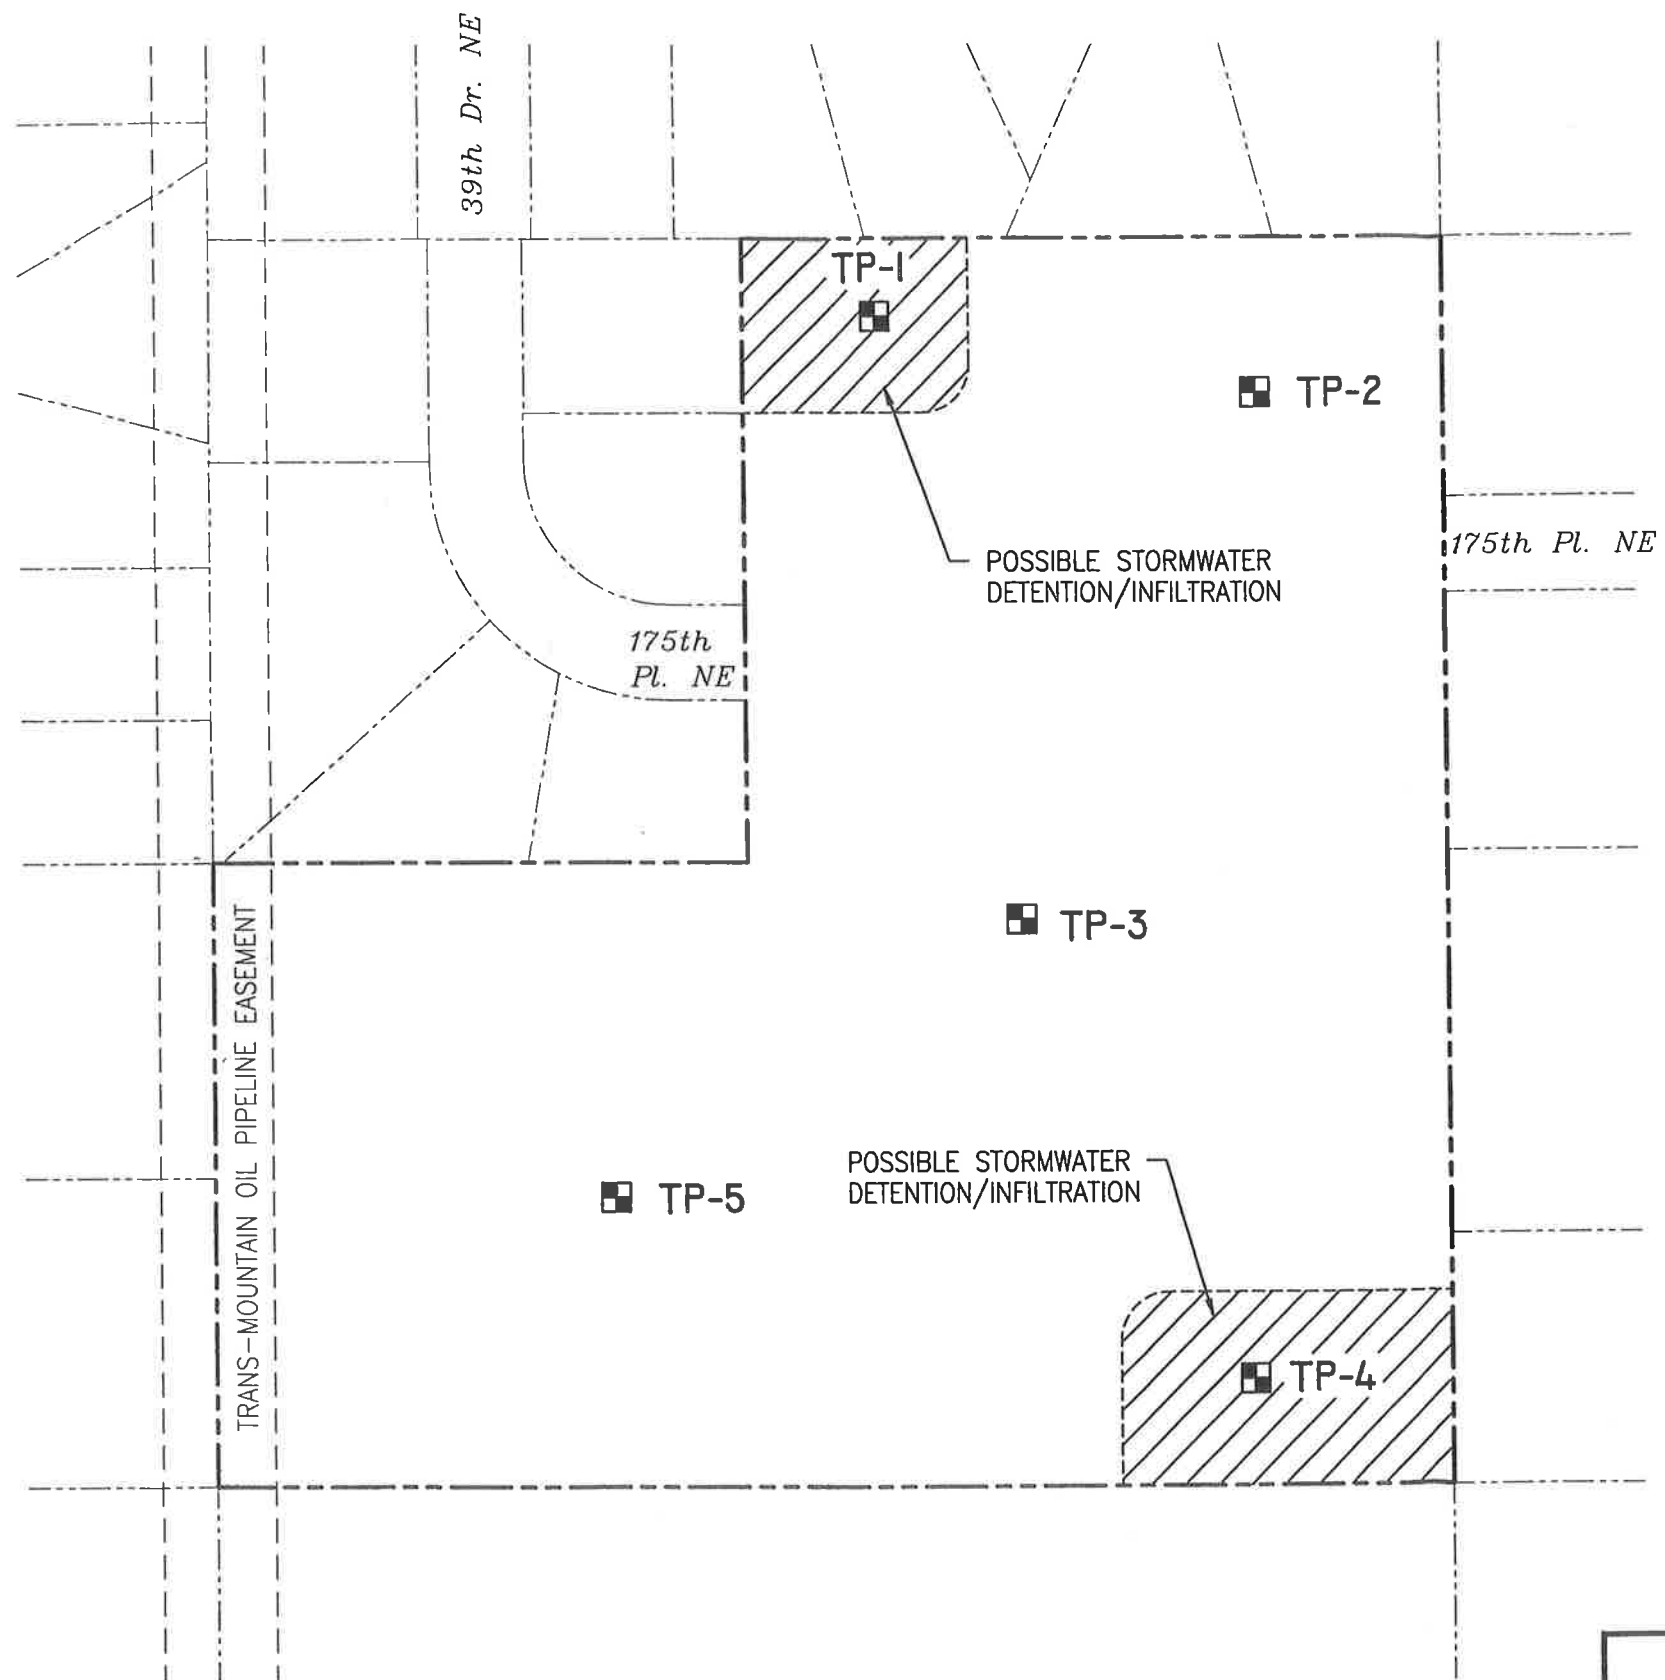 39th Dr. NE
TP-1
TP-2
POSSIBLE STORMWATER
DETENTION/INFILTRATION
175th Pl. NE
175th
Pl. NE
TP-3
TRANS-MOUNTAIN OIL PIPELINE EASEMENT
POSSIBLE STORMWATER
DETENTION/INFILTRATION
TP-5
TP-4